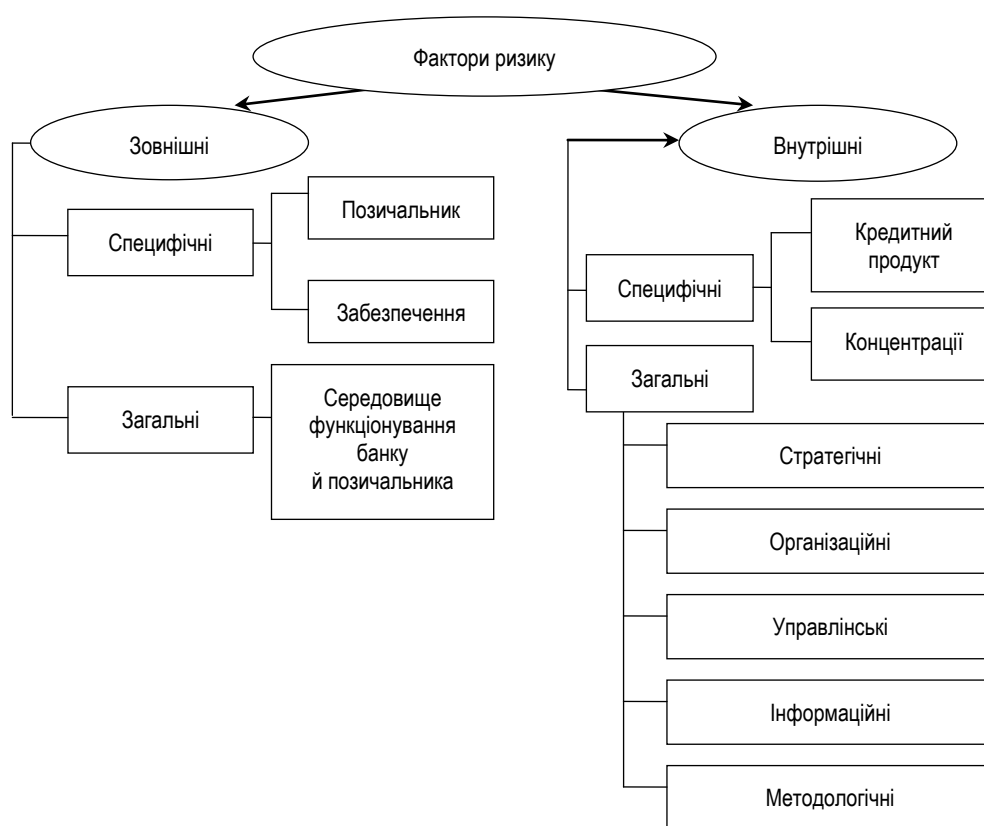 Фактори ризику
Зовнішні
Специфічні
Позичальник
Забезпечення
Загальні
Середовище
функціонування
банку
й позичальника
Внутрішні
Специфічні
Кредитний
продукт
Концентрації
Загальні
Стратегічні
Організаційні
Управлінські
Інформаційні
Методологічні